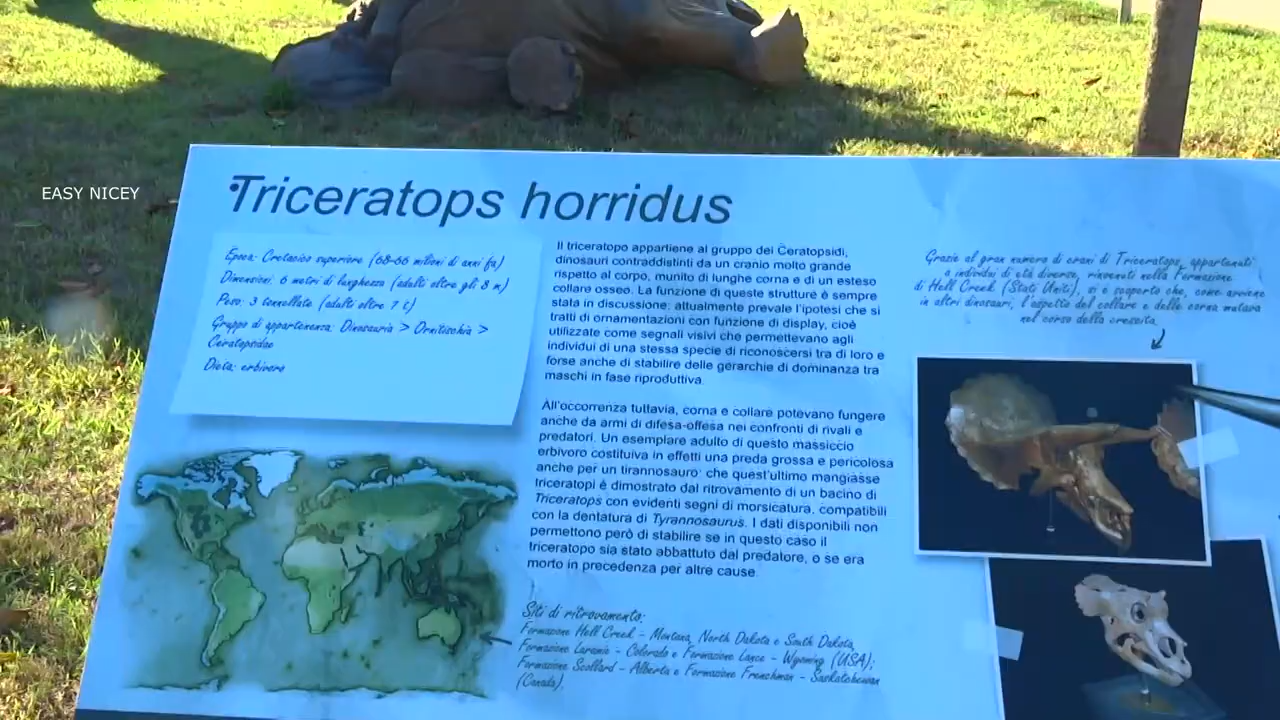 EASY NICEY
Triceratops horridus
Epoca: Cretacico superiore (68-66 milioni di anni fa)
Dimensioni: 6 metri di lunghezza (adulti oltre gli 8 m)
Peso: 3 tonnellate (adulti oltre 7 t)
Gruppo di appartenenza: Dinosauria > Ornitischia >
Ceratopsidae
Dieta: erbivoro
Il triceratopo appartiene al gruppo dei Ceratopsidi,
dinosauri contraddistinti da un cranio molto grande
rispetto al corpo, munito di lunghe corna e di un esteso
collare osseo. La funzione di queste strutture è sempre
stata in discussione: attualmente prevale l'ipotesi che si
tratti di ornamentazioni con funzione di display, cioè
utilizzate come segnali visivi che permettevano agli
individui di una stessa specie di riconoscersi tra di loro e
forse anche di stabilire delle gerarchie di dominanza tra
maschi in fase riproduttiva.
All'occorrenza tuttavia, corna e collare potevano fungere
anche da armi di difesa-offesa nei confronti di rivali e
predatori. Un esemplare adulto di questo massiccio
erbivoro costituiva in effetti una preda grossa e pericolosa
anche per un tirannosauro: che quest'ultimo mangiasse
triceratopi è dimostrato dal ritrovamento di un bacino di
Triceratops con evidenti segni di morsicatura, compatibili
con la dentatura di Tyrannosaurus. I dati disponibili non
permettono però di stabilire se in questo caso il
triceratopo sia stato abbattuto dal predatore, o se era
morto in precedenza per altre cause.
Siti di ritrovamento:
Formazione Hell Creek - Montana, North Dakota e South Dakota,
Formazione Laramie - Colorado e Formazione Lance - Wyoming (USA);
Formazione Scollard - Alberta e Formazione Frenchman - Saskatchewan
(Canada).
Grazie al gran numero di crani di Triceratops, appartenuti
a individui di età diverse, rinvenuti nella Formazione
di Hell Creek (Stati Uniti), si è scoperto che, come avviene
in altri dinosauri, l'aspetto del collare e delle corna mutava
nel corso della crescita.